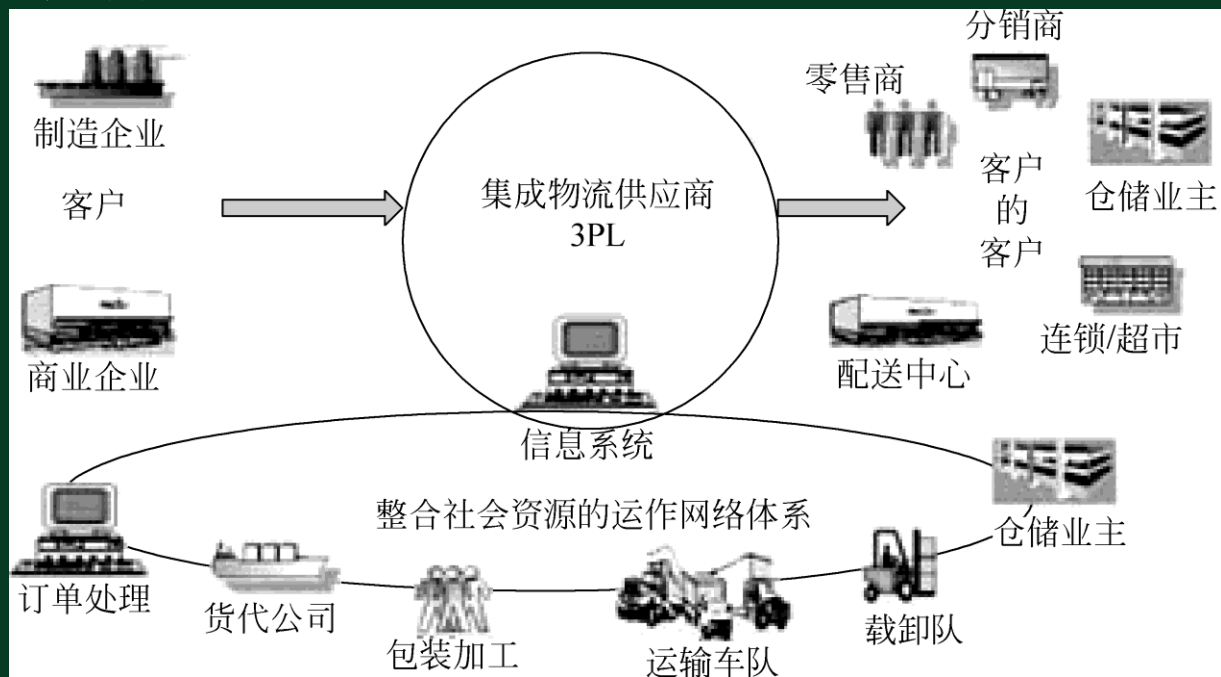 分销商
零售商
制造企业
客户
集成物流供应商
3PL
客户
的
客户
仓储业主
连锁/超市
商业企业
配送中心
信息系统
整合社会资源的运作网络体系
仓储业主
订单处理
货代公司
包装加工
运输车队
载卸队